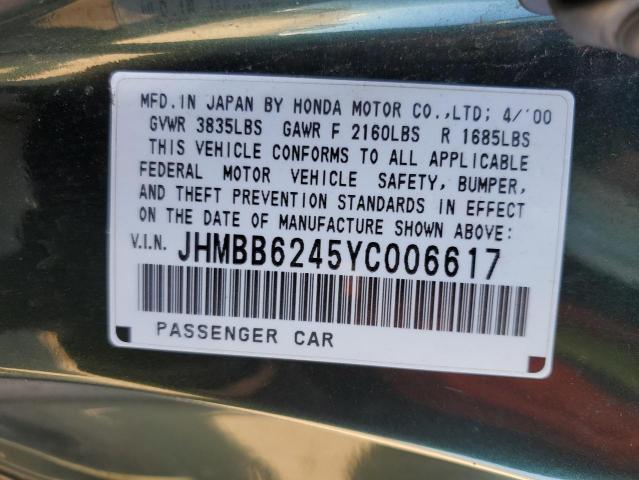 MFD.IN JAPAN BY HONDA MOTOR CO.,LTD; 4/'00
GVWR 3835LBS GAWR F 2160LBS R 1685LBS
THIS VEHICLE CONFORMS TO ALL APPLICABLE
FEDERAL MOTOR VEHICLE SAFETY, BUMPER,
AND THEFT PREVENTION STANDARDS IN EFFECT
ON THE DATE OF MANUFACTURE SHOWN ABOVE:
V.I.N. JHMBB6245YC006617
PASSENGER CAR